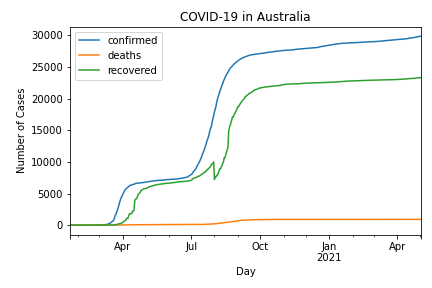 COVID-19 in Australia
confirmed
deaths
recovered
Number of Cases
30000
25000
20000
15000
10000
5000
0
Apr
Jul
Oct
Jan
2021
Apr
Day